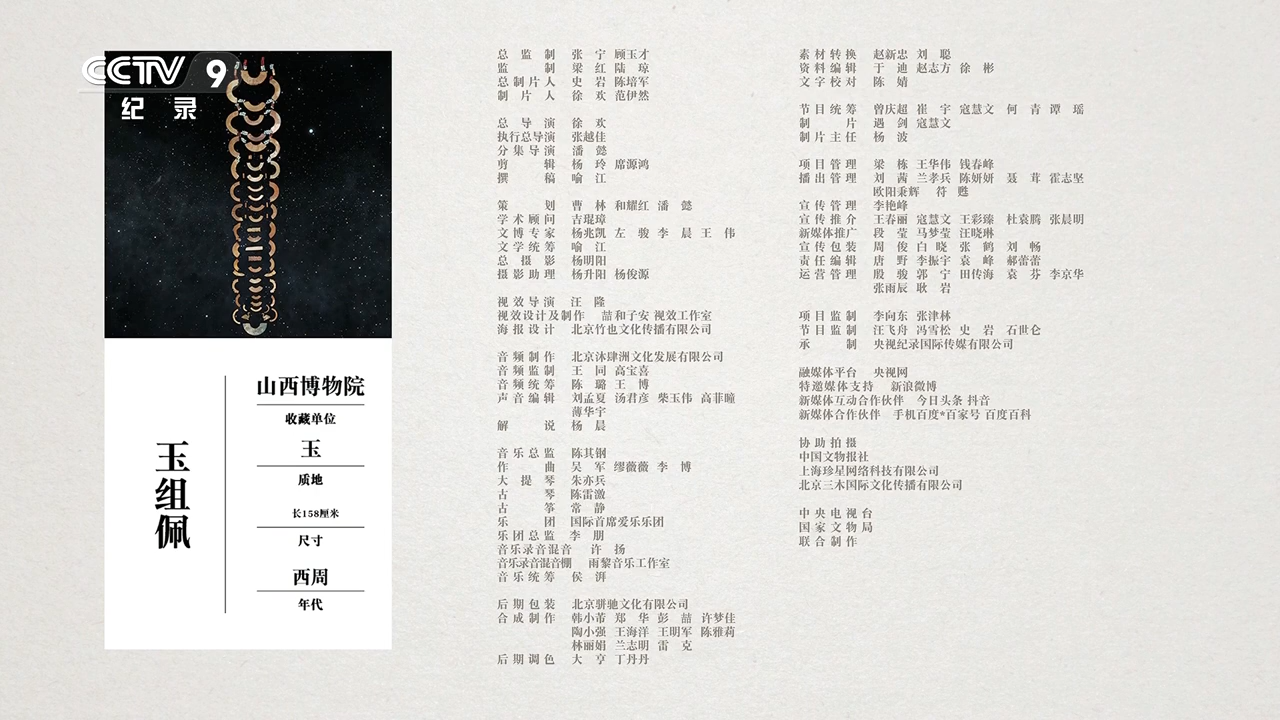 CCTV 9
纪录
玉组佩
山西博物院
收藏单位
玉
质地
长158厘米
尺寸
西周
年代
总监制 张宁 顾玉才
监制 梁红 陆琼
总制片人 史岩 陈培军
制片人 徐欢 范伊然
总导演 徐欢
执行总导演 张越佳
分集导演 潘懿
剪辑 杨玲 席源鸿
撰稿 喻江
策划 曹林 和耀红 潘懿
学术顾问 吉琨璋
文博专家 杨兆凯 左骏 李晨 王伟
文学统筹 喻江
总摄影 杨明阳
摄影助理 杨升阳 杨俊源
视效导演 汪隆
视效设计及制作 喆和子安 视效工作室
海报设计 北京竹也文化传播有限公司
音频制作 北京沐肆洲文化发展有限公司
音频监制 王同 高宝喜
音频统筹 陈璐 王博
声音编辑 刘孟夏 汤君彦 柴玉伟 高菲曈
薄华宇
解说 杨晨
音乐总监 陈其钢
作曲 吴军 缪薇薇 李博
大提琴 朱亦兵
古琴 陈雷激
古筝 常静
乐团 国际首席爱乐乐团
乐团总监 李朋
音乐录音混音 许扬
音乐录音混音棚 雨黎音乐工作室
音乐统筹 侯湃
后期包装 北京骈驰文化有限公司
合成制作 韩小芾 郑华 彭喆 许梦佳
陶小强 王海洋 王明军 陈雅莉
林丽娟 兰志明 雷克
后期调色 大亨 丁丹丹
素材转换 赵新忠 刘聪
资料编辑 于迪 赵志方 徐彬
文字校对 陈婧
节目统筹 曾庆超 崔宇 寇慧文 何青 谭瑶
制片 遇剑 寇慧文
制片主任 杨波
项目管理 梁栋 王华伟 钱春峰
播出管理 刘茜 兰孝兵 陈妍妍 聂茸 霍志坚
欧阳秉辉 符甦
宣传管理 李艳峰
宣传推介 王春丽 寇慧文 王彩臻 杜袁腾 张晨明
新媒体推广 段莹 马梦莹 汪晓琳
宣传包装 周俊 白晓 张鹤 刘畅
责任编辑 唐野 李振宇 袁峰 郝蕾蕾
运营管理 殷骏 郭宁 田传海 袁芬 李京华
张雨辰 耿岩
项目监制 李向东 张津林
节目监制 汪飞舟 冯雪松 史岩 石世仑
承制 央视纪录国际传媒有限公司
融媒体平台 央视网
特邀媒体支持 新浪微博
新媒体互动合作伙伴 今日头条 抖音
新媒体合作伙伴 手机百度*百家号 百度百科
协助拍摄
中国文物报社
上海珍星网络科技有限公司
北京三本国际文化传播有限公司
中央电视台
国家文物局
联合制作